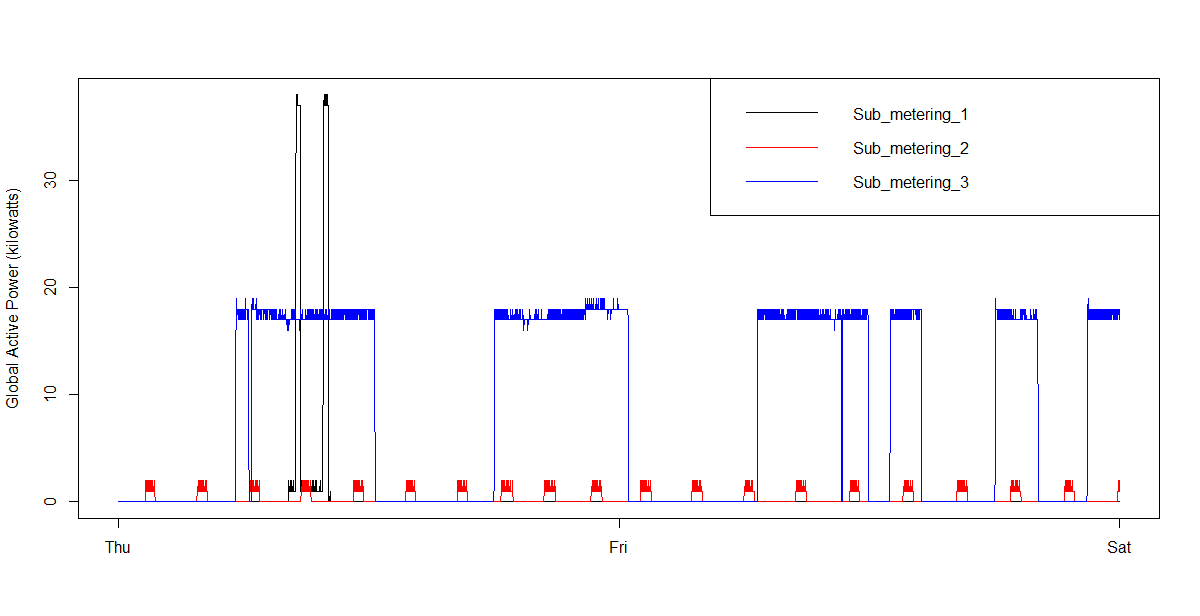 Sub_metering_1
Sub_metering_2
Sub_metering_3
Global Active Power (kilowatts)
30
20
10
0
Thu Fri Sat